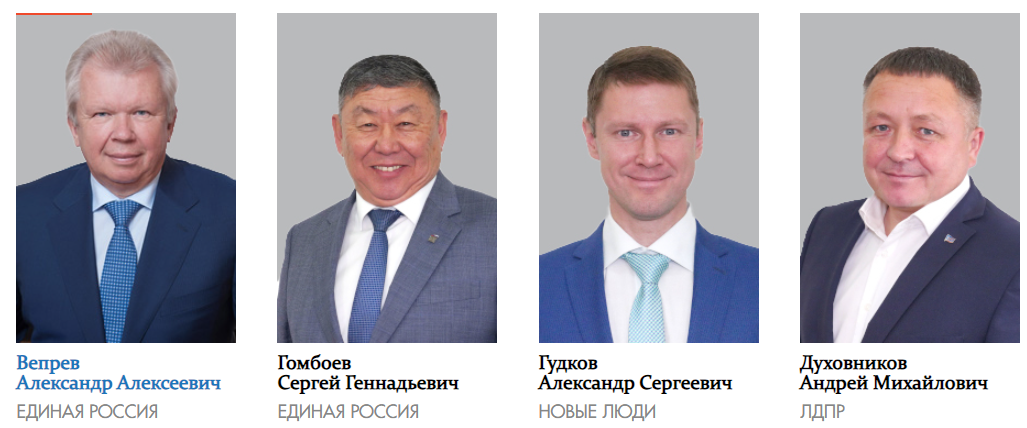 Вепрев
Александр Алексеевич
ЕДИНАЯ РОССИЯ
Гомбоев
Сергей Геннадьевич
ЕДИНАЯ РОССИЯ
Гудков
Александр Сергеевич
НОВЫЕ ЛЮДИ
Духовников
Андрей Михайлович
ЛДПР